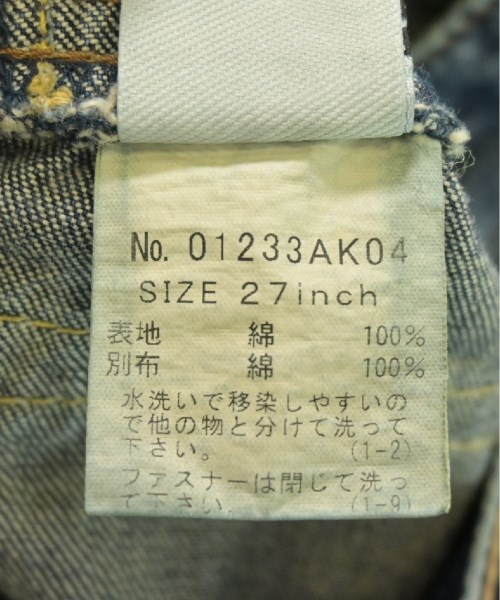 No. 01233AK04
SIZE 27inch
表地 綿 100%
別布 綿 100%
水洗いで移染しやすいの
で他の物と分けて洗って
下さい。 (1-2)
ファスナーは閉じて洗っ
て下さい。 (1-9)